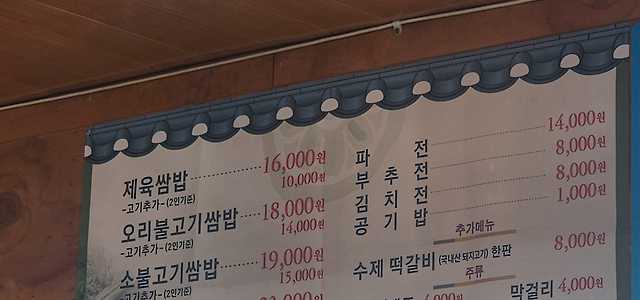 제육쌈밥 16,000원
-고기추가-(2인기준) 10,000원
오리불고기쌈밥 18,000원
-고기추가-(2인기준) 14,000원
소불고기쌈밥 19,000원
-고기추가-(2인기준) 15,000원
파 전 14,000원
부 추 전 8,000원
김 치 전 8,000원
공 기 밥 1,000원
추가메뉴
수제 떡갈비 (국내산 돼지고기) 한판 8,000원
주류
막걸리 4,000원